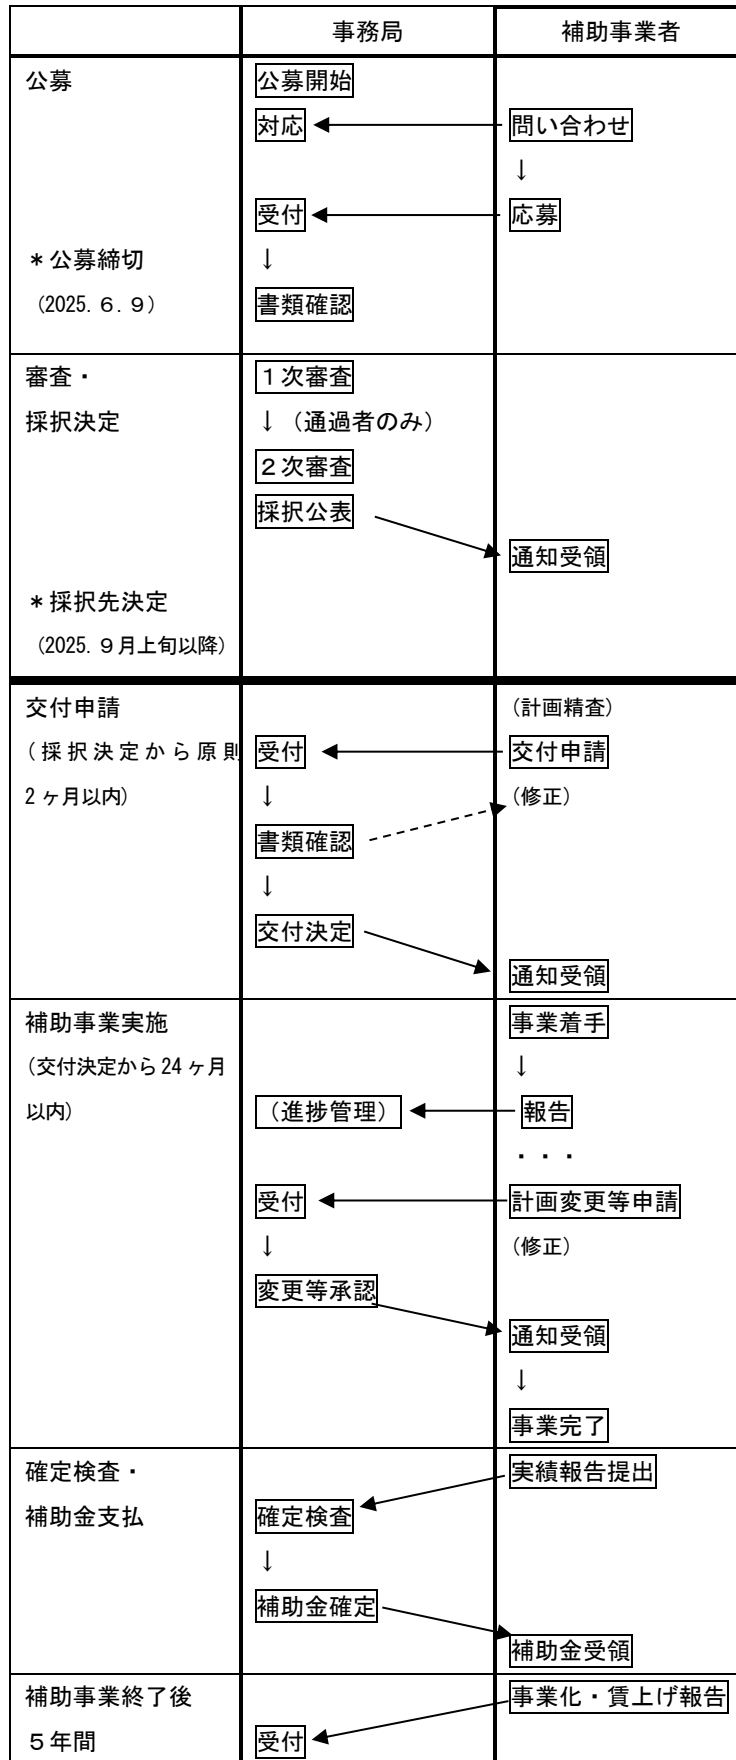 事務局 補助事業者
公募 公募開始
対応 問い合わせ
↓
受付 応募
＊公募締切 ↓
（2025．６．９） 書類確認
審査・ １次審査
採択決定 ↓（通過者のみ）
２次審査
採択公表
通知受領
＊採択先決定
（2025．９月上旬以降）
交付申請 （計画精査）
（採択決定から原則 受付 交付申請
2ヶ月以内） ↓ （修正）
書類確認
↓
交付決定
通知受領
補助事業実施 事業着手
（交付決定から24ヶ月 ↓
以内） （進捗管理） 報告
・・・
受付 計画変更等申請
↓ （修正）
変更等承認
通知受領
↓
事業完了
確定検査・ 実績報告提出
補助金支払 確定検査
↓
補助金確定
補助金受領
補助事業終了後 事業化・賃上げ報告
５年間 受付